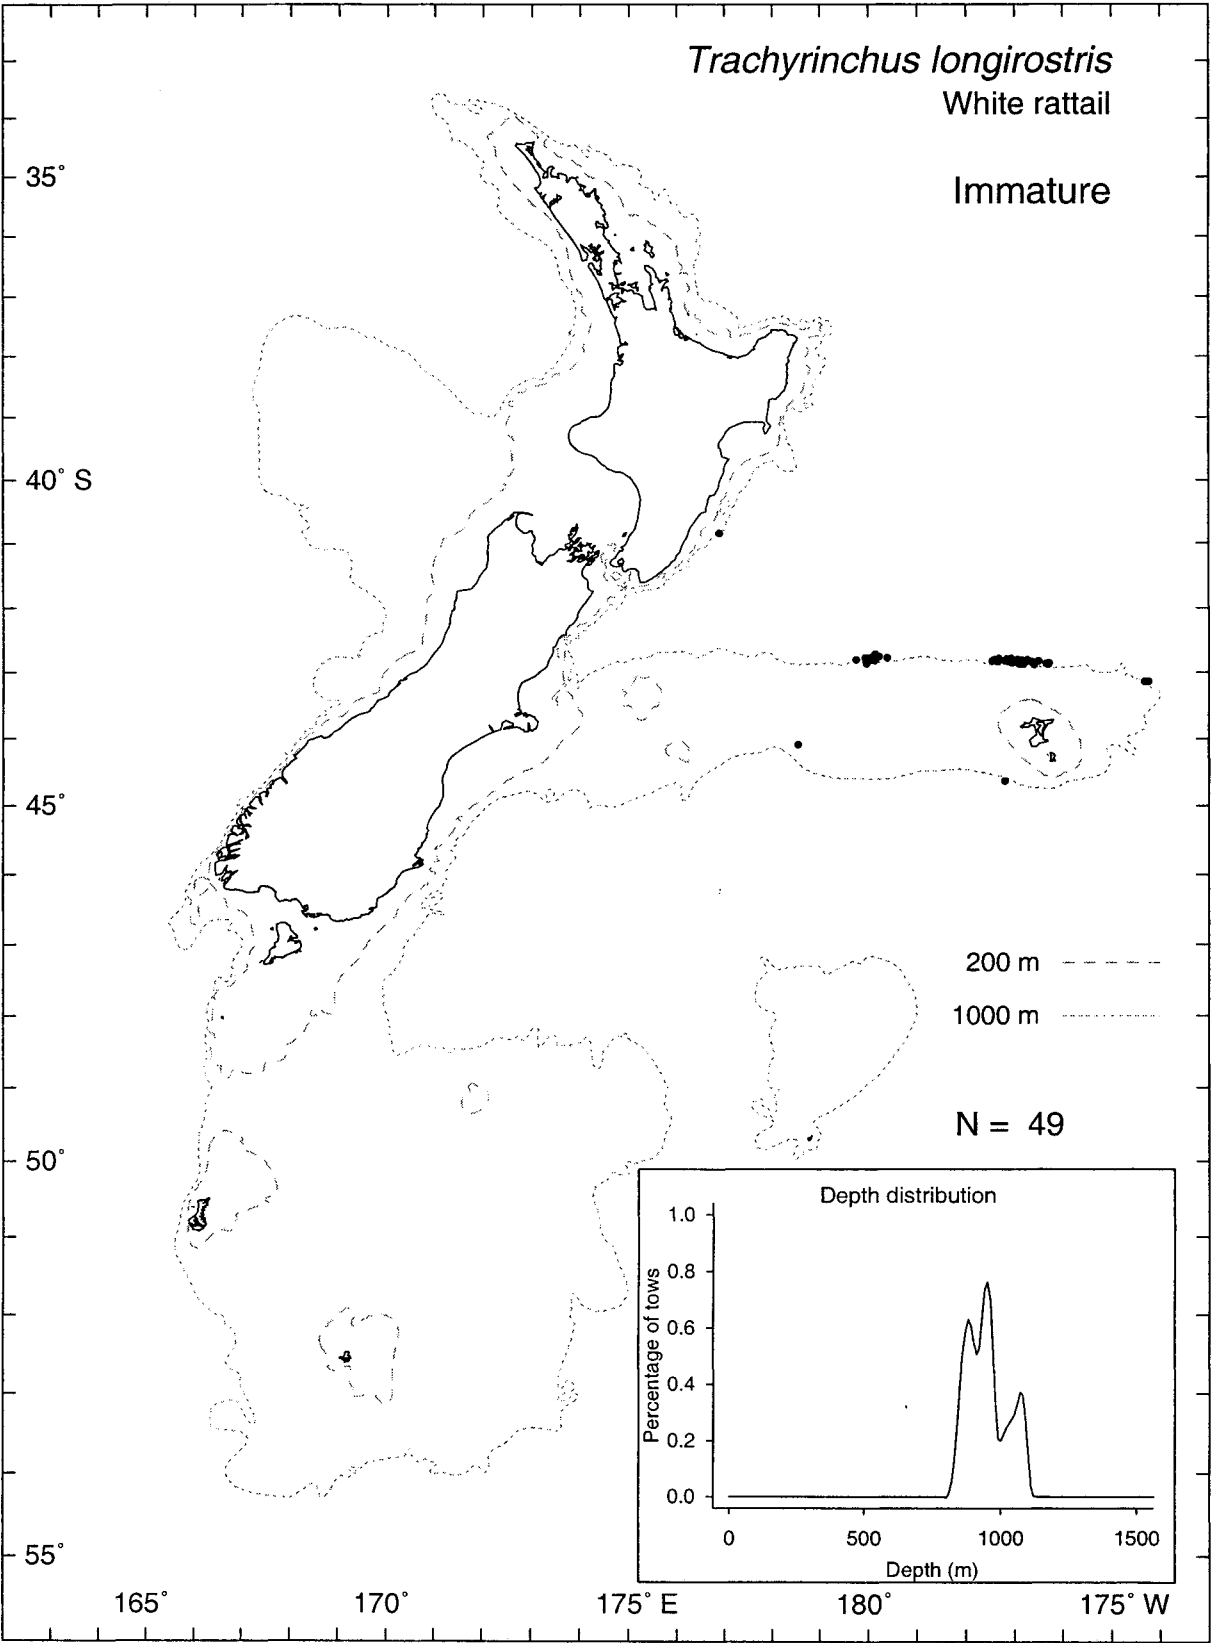 Trachyrinchus longirostris
White rattail
Immature
35°
40° S
45°
50°
55°
200 m
1000 m
N = 49
Depth distribution
Percentage of tows
1.0
0.8
0.6
0.4
0.2
0.0
0 500 1000 1500
Depth (m)
165° 170° 175° E 180° 175° W